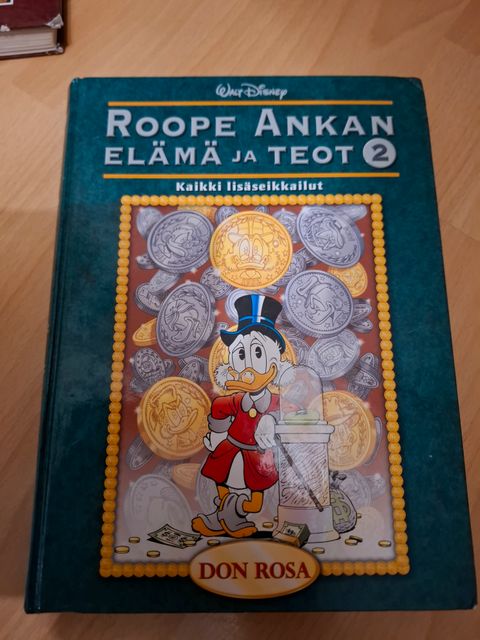 Walt Disney
ROOPE ANKAN
ELÄMÄ JA TEOT 2
Kaikki lisäseikkailut
DON ROSA